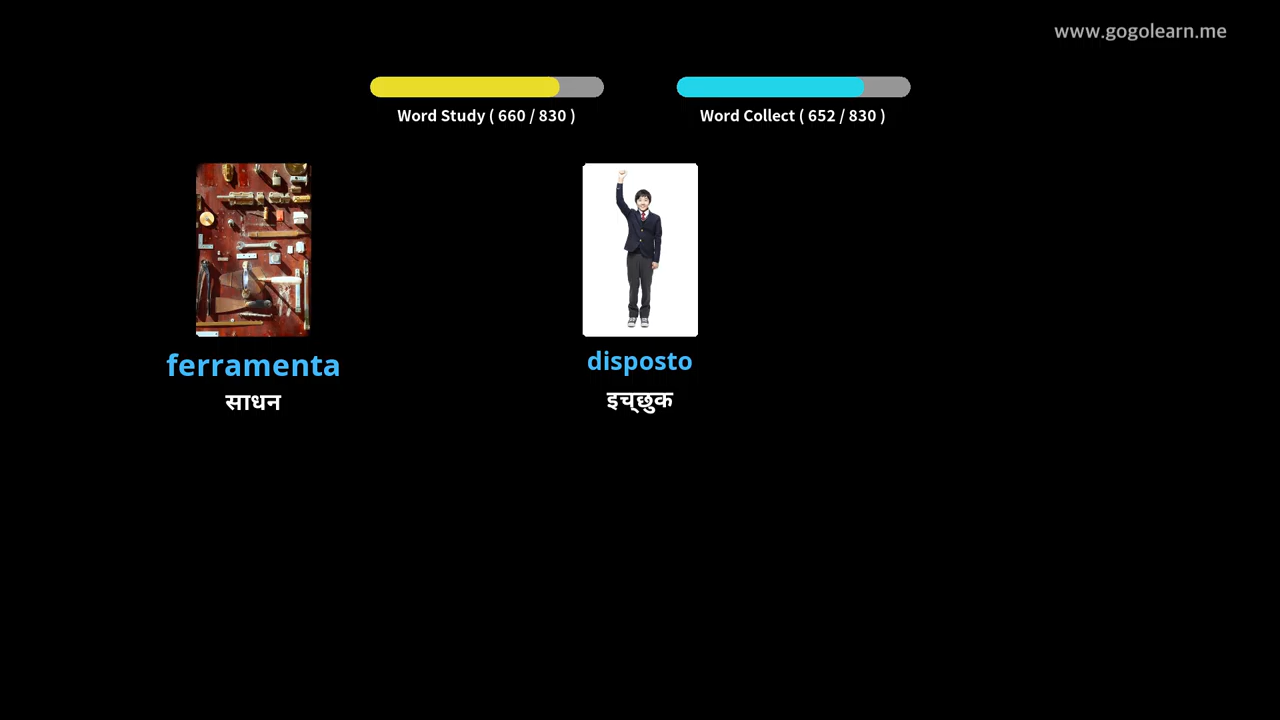 www.gogolearn.me
Word Study ( 660 / 830 )
Word Collect ( 652 / 830 )
ferramenta
साधन
disposto
इच्छुक